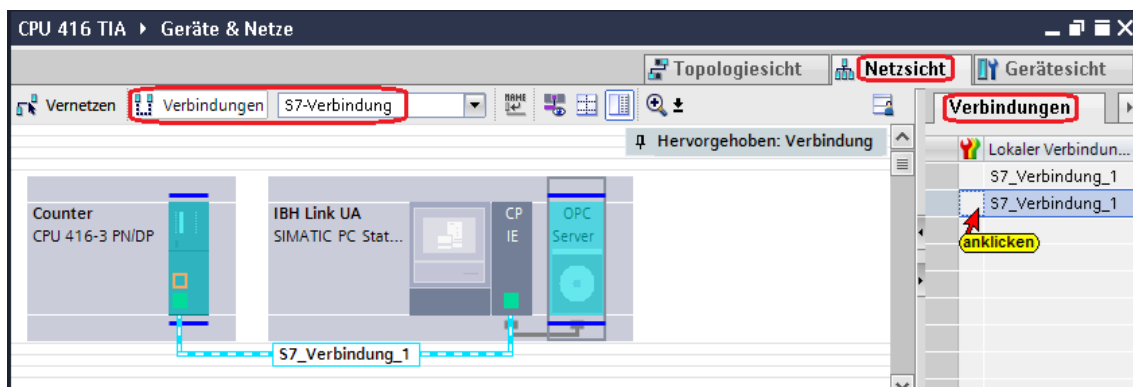 CPU 416 TIA ▸ Geräte & Netze
Topologiesicht Netzsicht Gerätesicht
Vernetzen Verbindungen S7-Verbindung
Verbindungen
Hervorgehoben: Verbindung
Lokaler Verbindun...
S7_Verbindung_1
S7_Verbindung_1
anklicken
Counter
CPU 416-3 PN/DP
IBH Link UA
SIMATIC PC Stat...
CP
IE
OPC
Server
S7_Verbindung_1